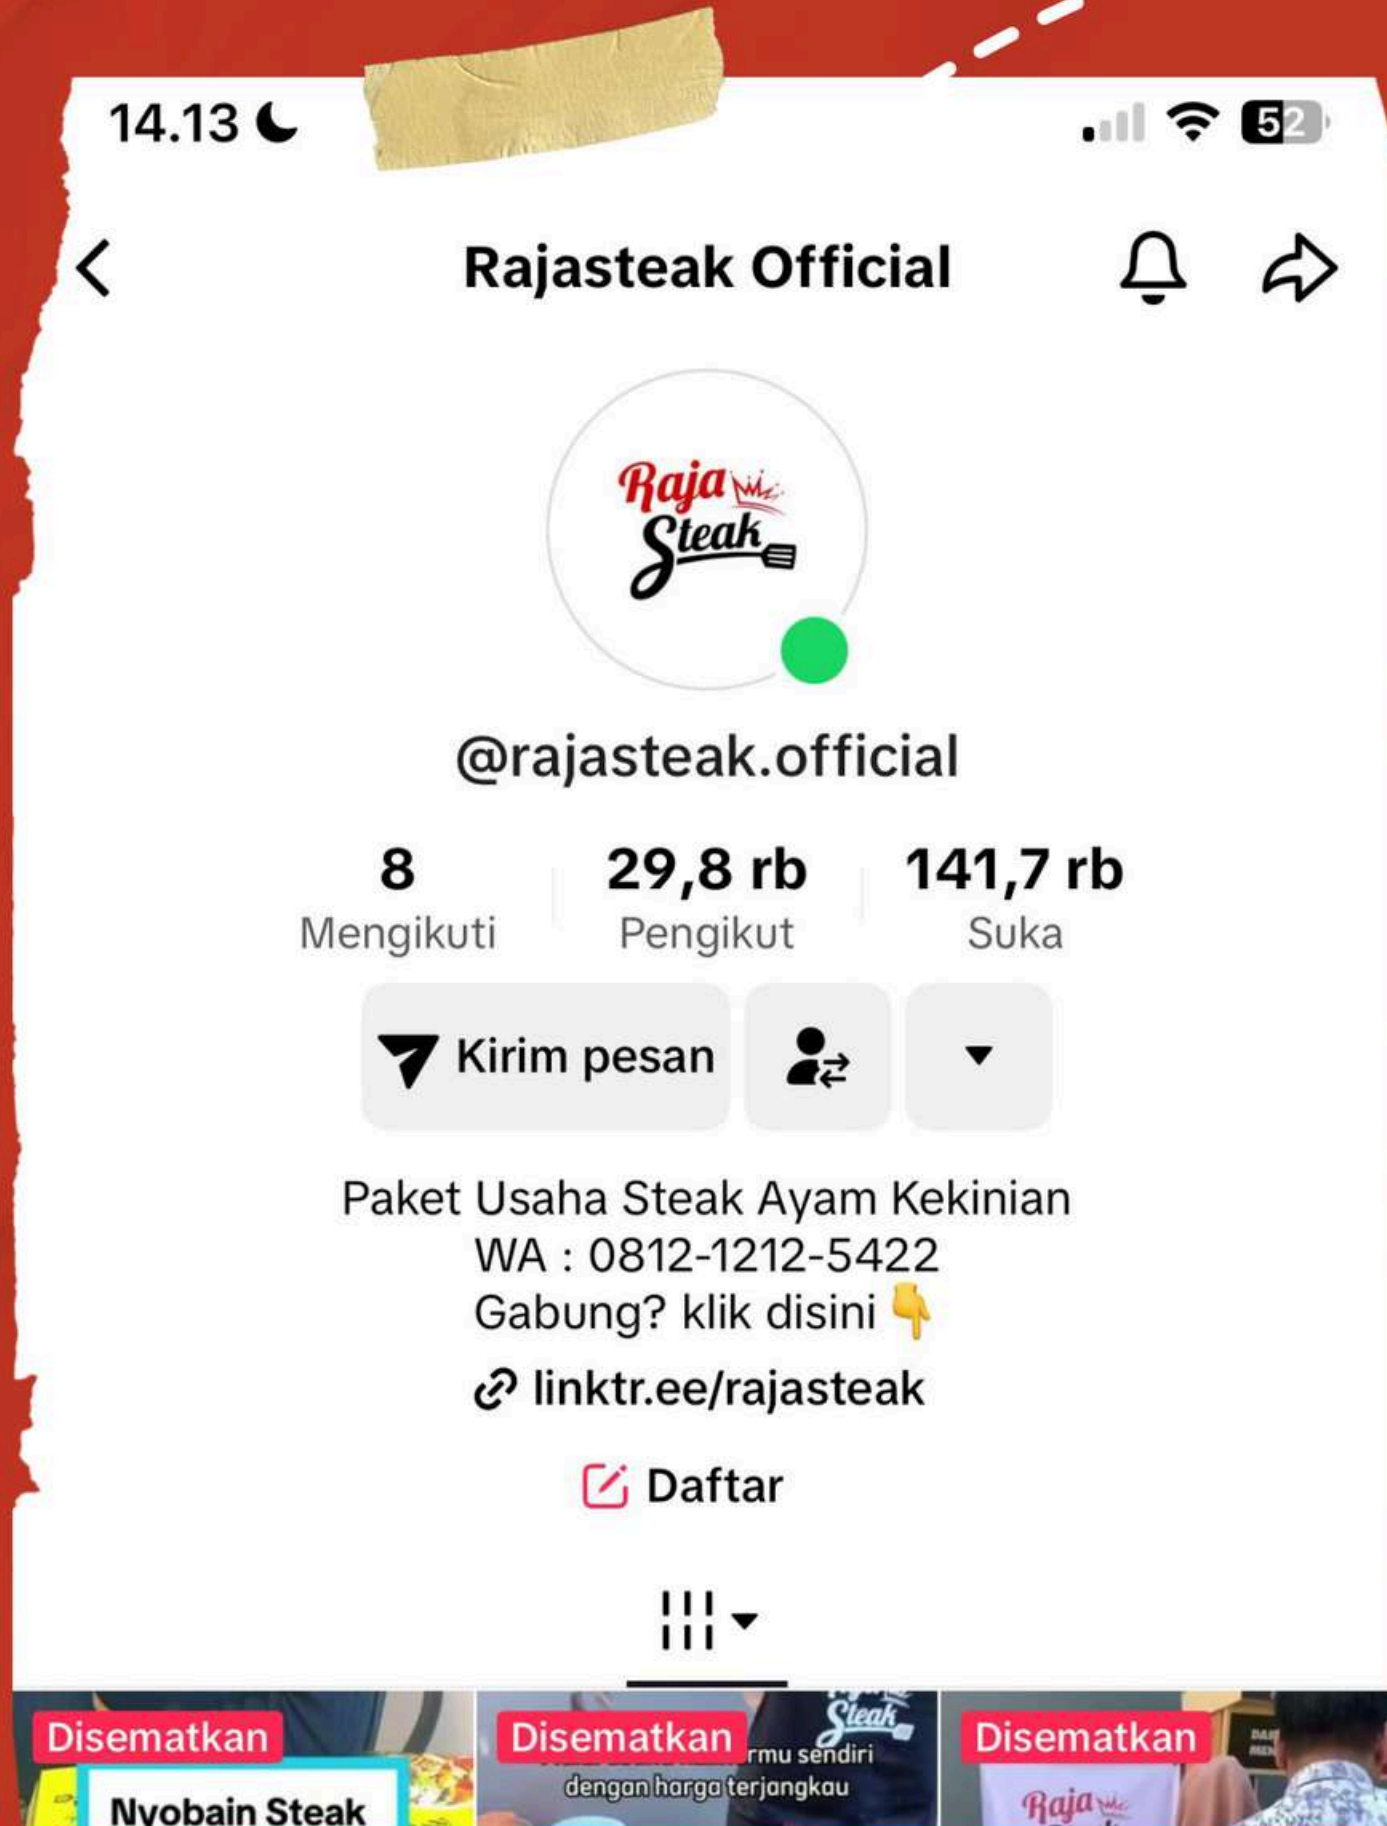 14.13
52
Rajasteak Official
Raja
Steak
@rajasteak.official
8 29,8 rb 141,7 rb
Mengikuti Pengikut Suka
Kirim pesan
Paket Usaha Steak Ayam Kekinian
WA : 0812-1212-5422
Gabung? klik disini
linktr.ee/rajasteak
Daftar
Disematkan
Nyobain Steak
Disematkan
Steak
rmu sendiri
dengan harga terjangkau
Disematkan
Raja